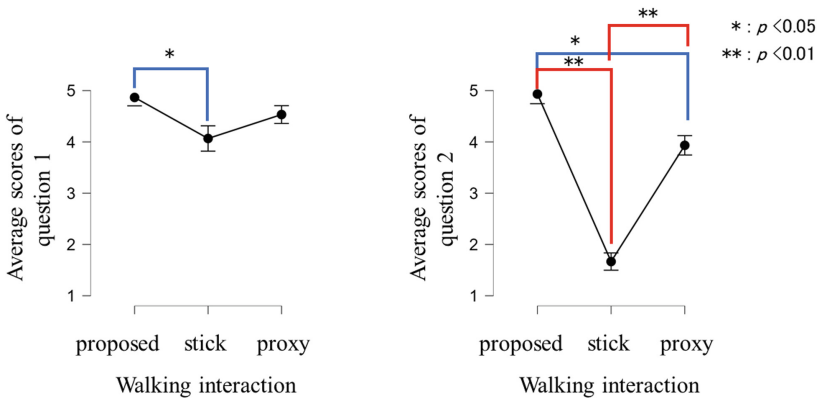 * : p <0.05
** : p <0.01
*
5
4
3
2
1
Average scores of
question 1
proposed stick proxy
Walking interaction
**
*
**
5
4
3
2
1
Average scores of
question 2
proposed stick proxy
Walking interaction